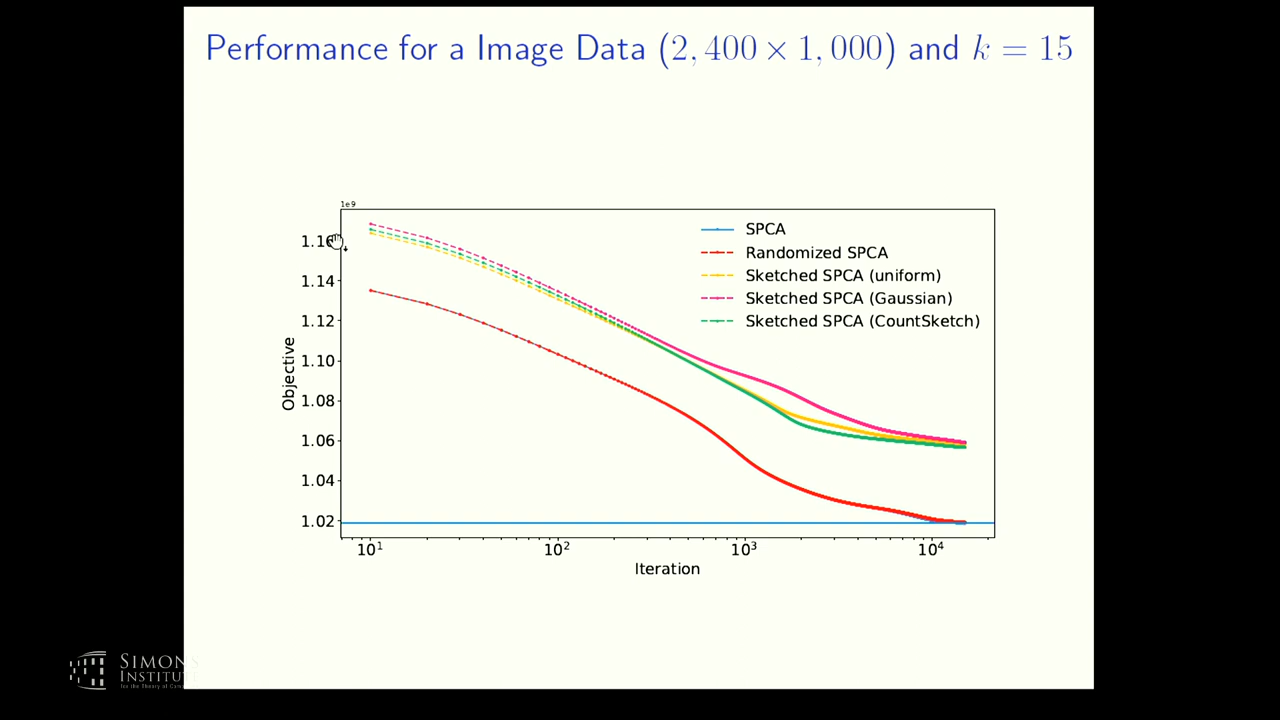 Performance for a Image Data (2, 400 × 1, 000) and k = 15
1e9
SPCA
Randomized SPCA
Sketched SPCA (uniform)
Sketched SPCA (Gaussian)
Sketched SPCA (CountSketch)
1.16
1.14
1.12
1.10
1.08
1.06
1.04
1.02
Objective
10¹
10²
10³
10⁴
Iteration
SIMONS
INSTITUTE